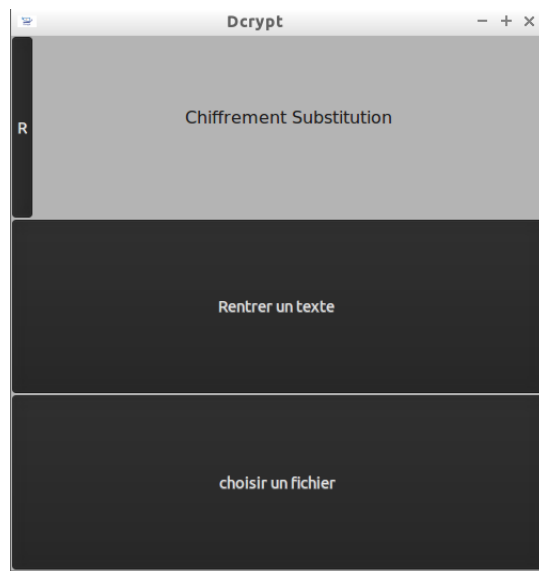 Dcrypt
R
Chiffrement Substitution
Rentrer un texte
choisir un fichier